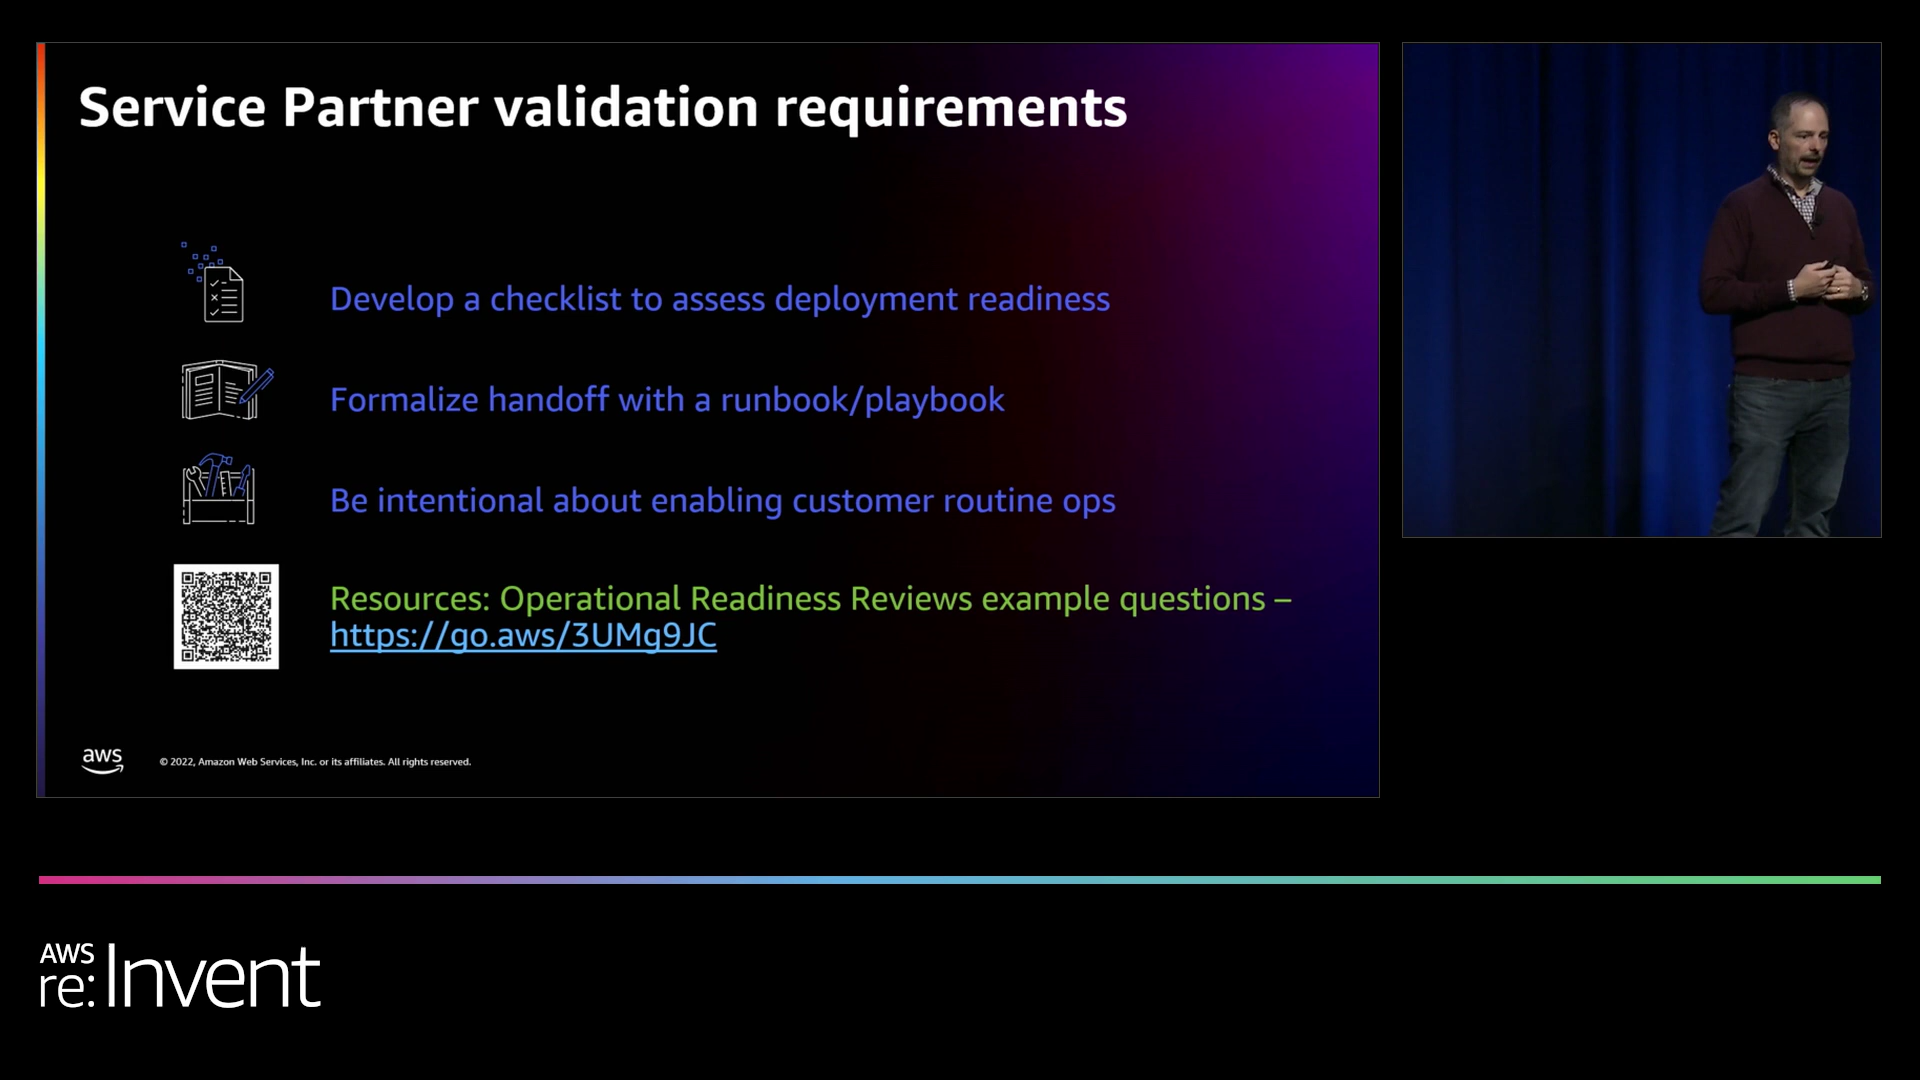 Service Partner validation requirements
Develop a checklist to assess deployment readiness
Formalize handoff with a runbook/playbook
Be intentional about enabling customer routine ops
Resources: Operational Readiness Reviews example questions –
https://go.aws/3UMg9JC
aws
© 2022, Amazon Web Services, Inc. or its affiliates. All rights reserved.
AWS
re:Invent